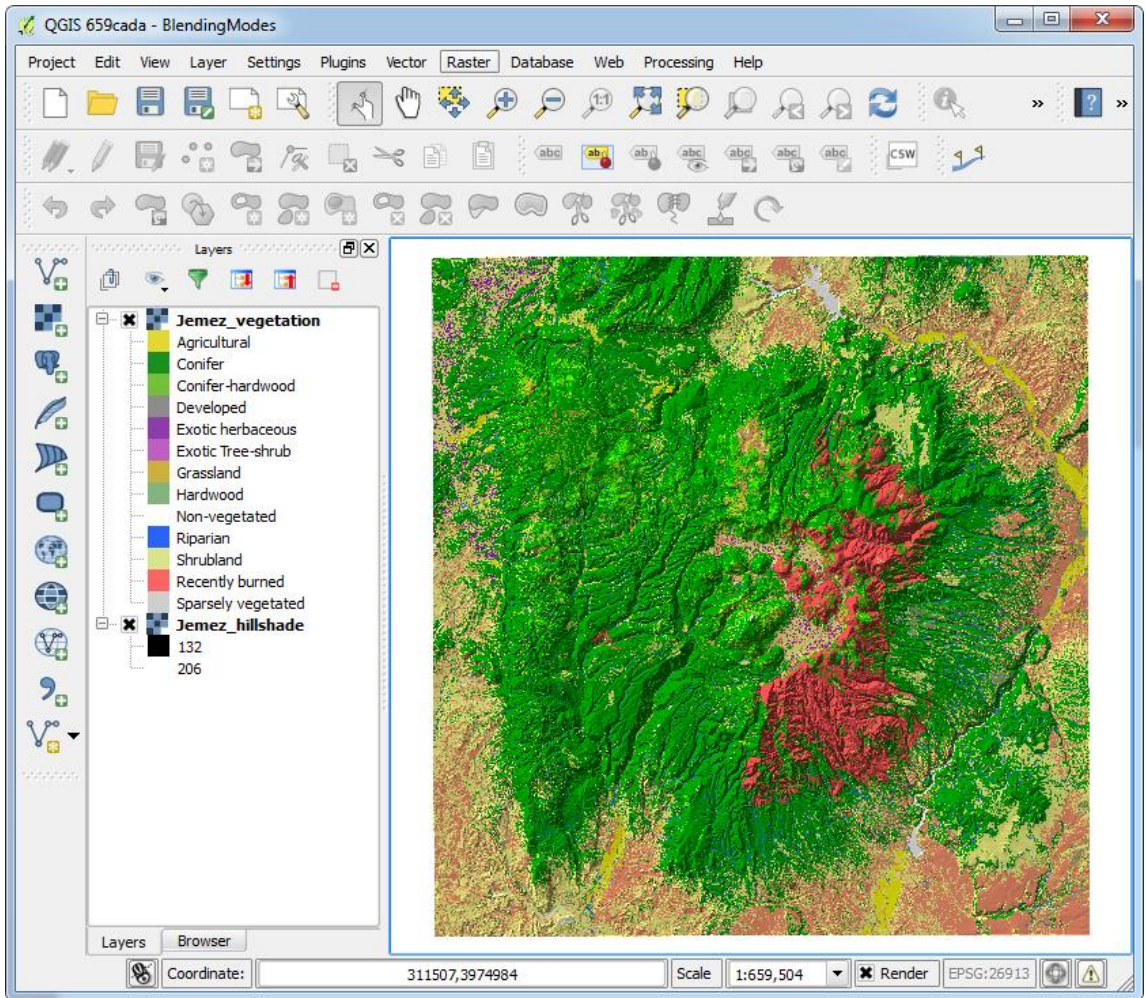 QGIS 659cada - BlendingModes
Project Edit View Layer Settings Plugins Vector Raster Database Web Processing Help
1:1
» ? »
abc ab abc abc abc abc CSW
Layers
Jemez_vegetation
Agricultural
Conifer
Conifer-hardwood
Developed
Exotic herbaceous
Exotic Tree-shrub
Grassland
Hardwood
Non-vegetated
Riparian
Shrubland
Recently burned
Sparsely vegetated
Jemez_hillshade
132
206
Layers Browser
Coordinate: 311507,3974984 Scale 1:659,504 Render EPSG:26913